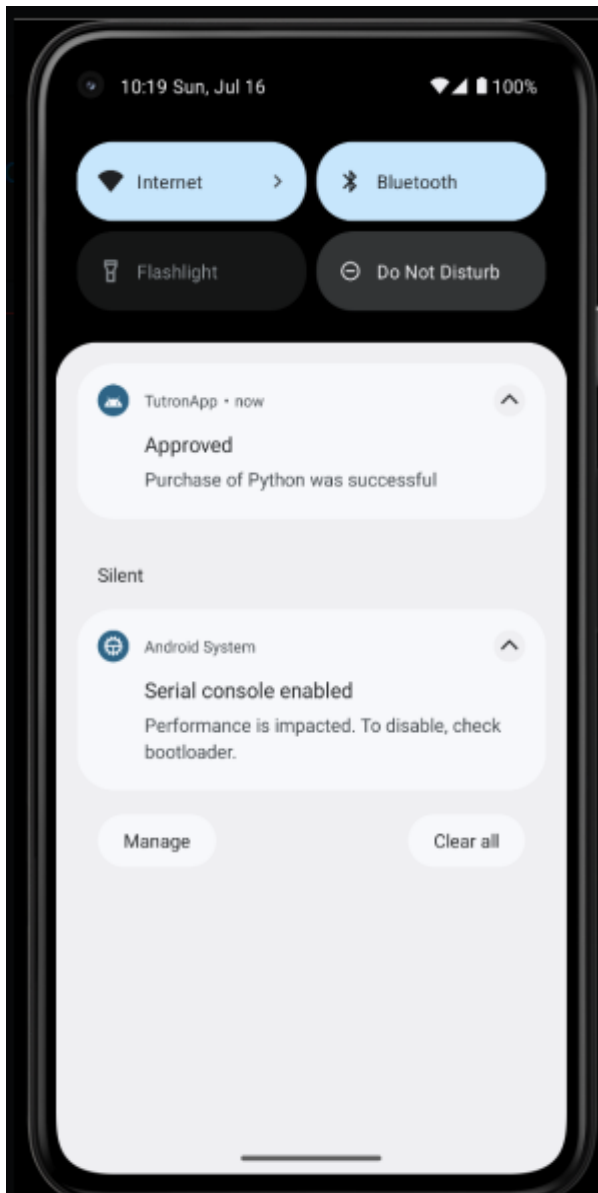 10:19 Sun, Jul 16 100%
Internet Bluetooth
Flashlight Do Not Disturb
TutronApp • now
Approved
Purchase of Python was successful
Silent
Android System
Serial console enabled
Performance is impacted. To disable, check
bootloader.
Manage Clear all